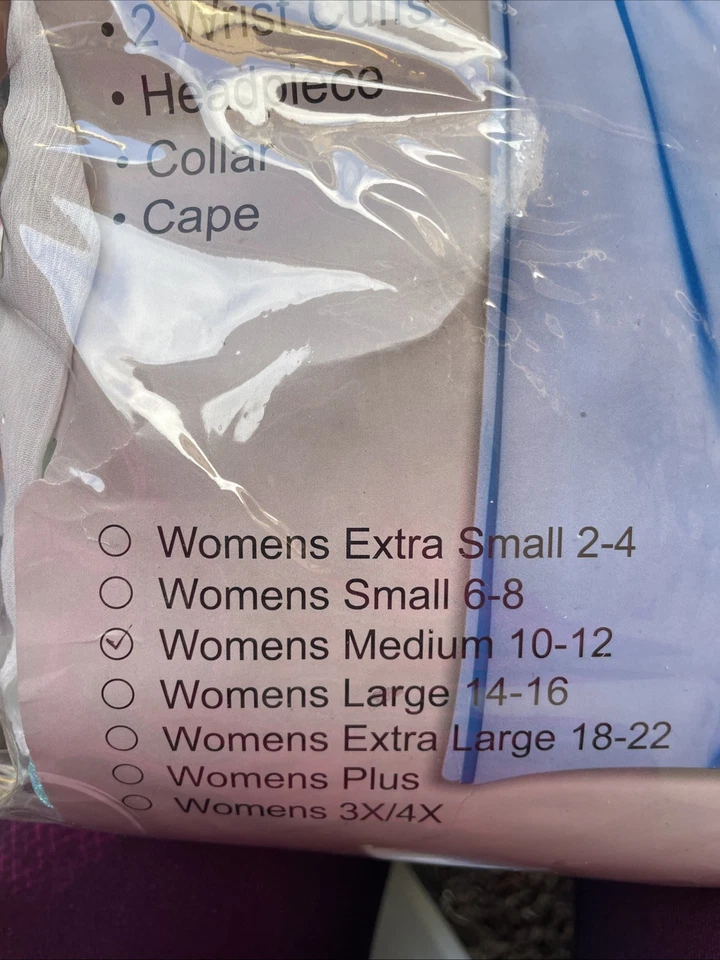 • 2 Wrist Cuffs
• Headpiece
• Collar
• Cape
Womens Extra Small 2-4
Womens Small 6-8
Womens Medium 10-12
Womens Large 14-16
Womens Extra Large 18-22
Womens Plus
Womens 3X/4X